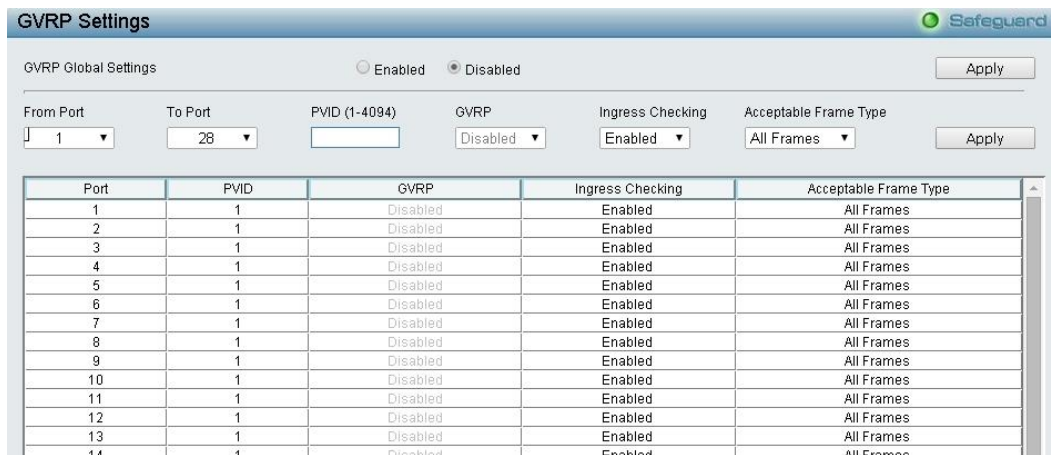 GVRP Settings
Safeguard
GVRP Global Settings Enabled Disabled Apply
From Port To Port PVID (1-4094) GVRP Ingress Checking Acceptable Frame Type
1 28 Disabled Enabled All Frames Apply
Port PVID GVRP Ingress Checking Acceptable Frame Type
1 1 Disabled Enabled All Frames
2 1 Disabled Enabled All Frames
3 1 Disabled Enabled All Frames
4 1 Disabled Enabled All Frames
5 1 Disabled Enabled All Frames
6 1 Disabled Enabled All Frames
7 1 Disabled Enabled All Frames
8 1 Disabled Enabled All Frames
9 1 Disabled Enabled All Frames
10 1 Disabled Enabled All Frames
11 1 Disabled Enabled All Frames
12 1 Disabled Enabled All Frames
13 1 Disabled Enabled All Frames
14 1 Disabled Enabled All Frames